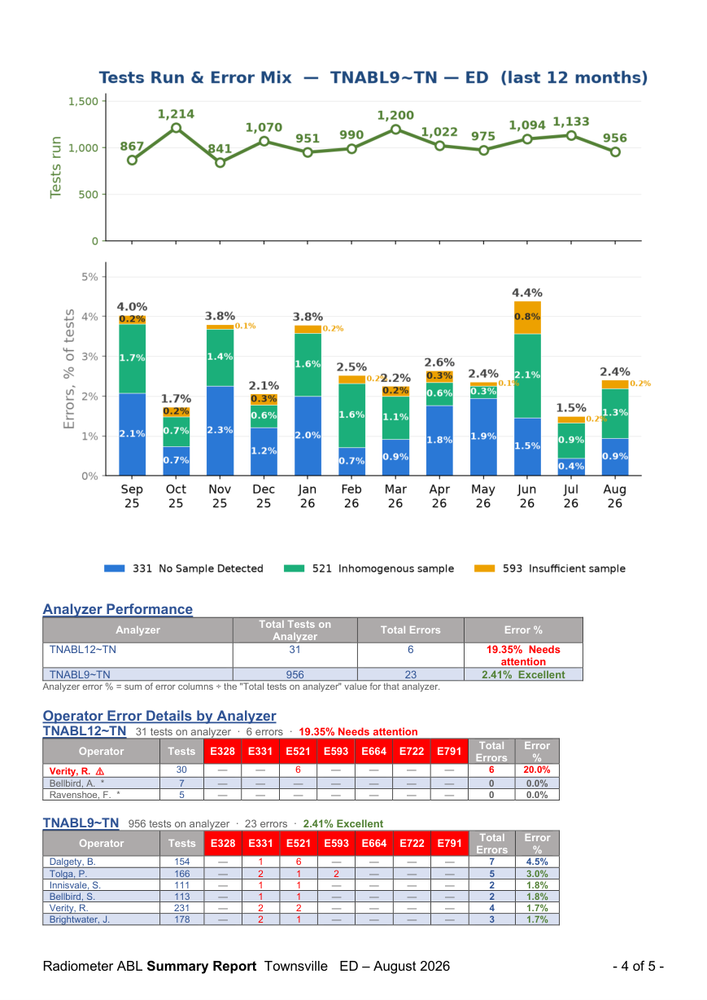 Tests Run & Error Mix — TNABL9~TN — ED (last 12 months)
Tests run
1,500
1,000
500
0
867 1,214 841 1,070 951 990 1,200 1,022 975 1,094 1,133 956
Errors, % of tests
5%
4%
3%
2%
1%
0%
4.0% 0.2% 1.7% 2.1%
1.7% 0.2% 0.7% 0.7%
3.8% 0.1% 1.4% 2.3%
2.1% 0.3% 0.6% 1.2%
3.8% 0.2% 1.6% 2.0%
2.5% 0.2% 1.6% 0.7%
2.2% 0.2% 1.1% 0.9%
2.6% 0.3% 0.6% 1.8%
2.4% 0.1% 0.3% 1.9%
4.4% 0.8% 2.1% 1.5%
1.5% 0.2% 0.9% 0.4%
2.4% 0.2% 1.3% 0.9%
Sep Oct Nov Dec Jan Feb Mar Apr May Jun Jul Aug
25 25 25 25 26 26 26 26 26 26 26 26
331 No Sample Detected 521 Inhomogenous sample 593 Insufficient sample
Analyzer Performance
Analyzer Total Tests on Analyzer Total Errors Error %
TNABL12~TN 31 6 19.35% Needs attention
TNABL9~TN 956 23 2.41% Excellent
Analyzer error % = sum of error columns ÷ the "Total tests on analyzer" value for that analyzer.
Operator Error Details by Analyzer
TNABL12~TN 31 tests on analyzer · 6 errors · 19.35% Needs attention
Operator Tests E328 E331 E521 E593 E664 E722 E791 Total Errors Error %
Verity, R. ⚠ 30 — — 6 — — — — 6 20.0%
Bellbird, A. * 7 — — — — — — — 0 0.0%
Ravenshoe, F. * 5 — — — — — — — 0 0.0%
TNABL9~TN 956 tests on analyzer · 23 errors · 2.41% Excellent
Operator Tests E328 E331 E521 E593 E664 E722 E791 Total Errors Error %
Dalgety, B. 154 — 1 6 — — — — 7 4.5%
Tolga, P. 166 — 2 1 2 — — — 5 3.0%
Innisvale, S. 111 — 1 1 — — — — 2 1.8%
Bellbird, S. 113 — 1 1 — — — — 2 1.8%
Verity, R. 231 — 2 2 — — — — 4 1.7%
Brightwater, J. 178 — 2 1 — — — — 3 1.7%
Radiometer ABL Summary Report Townsville ED – August 2026 - 4 of 5 -